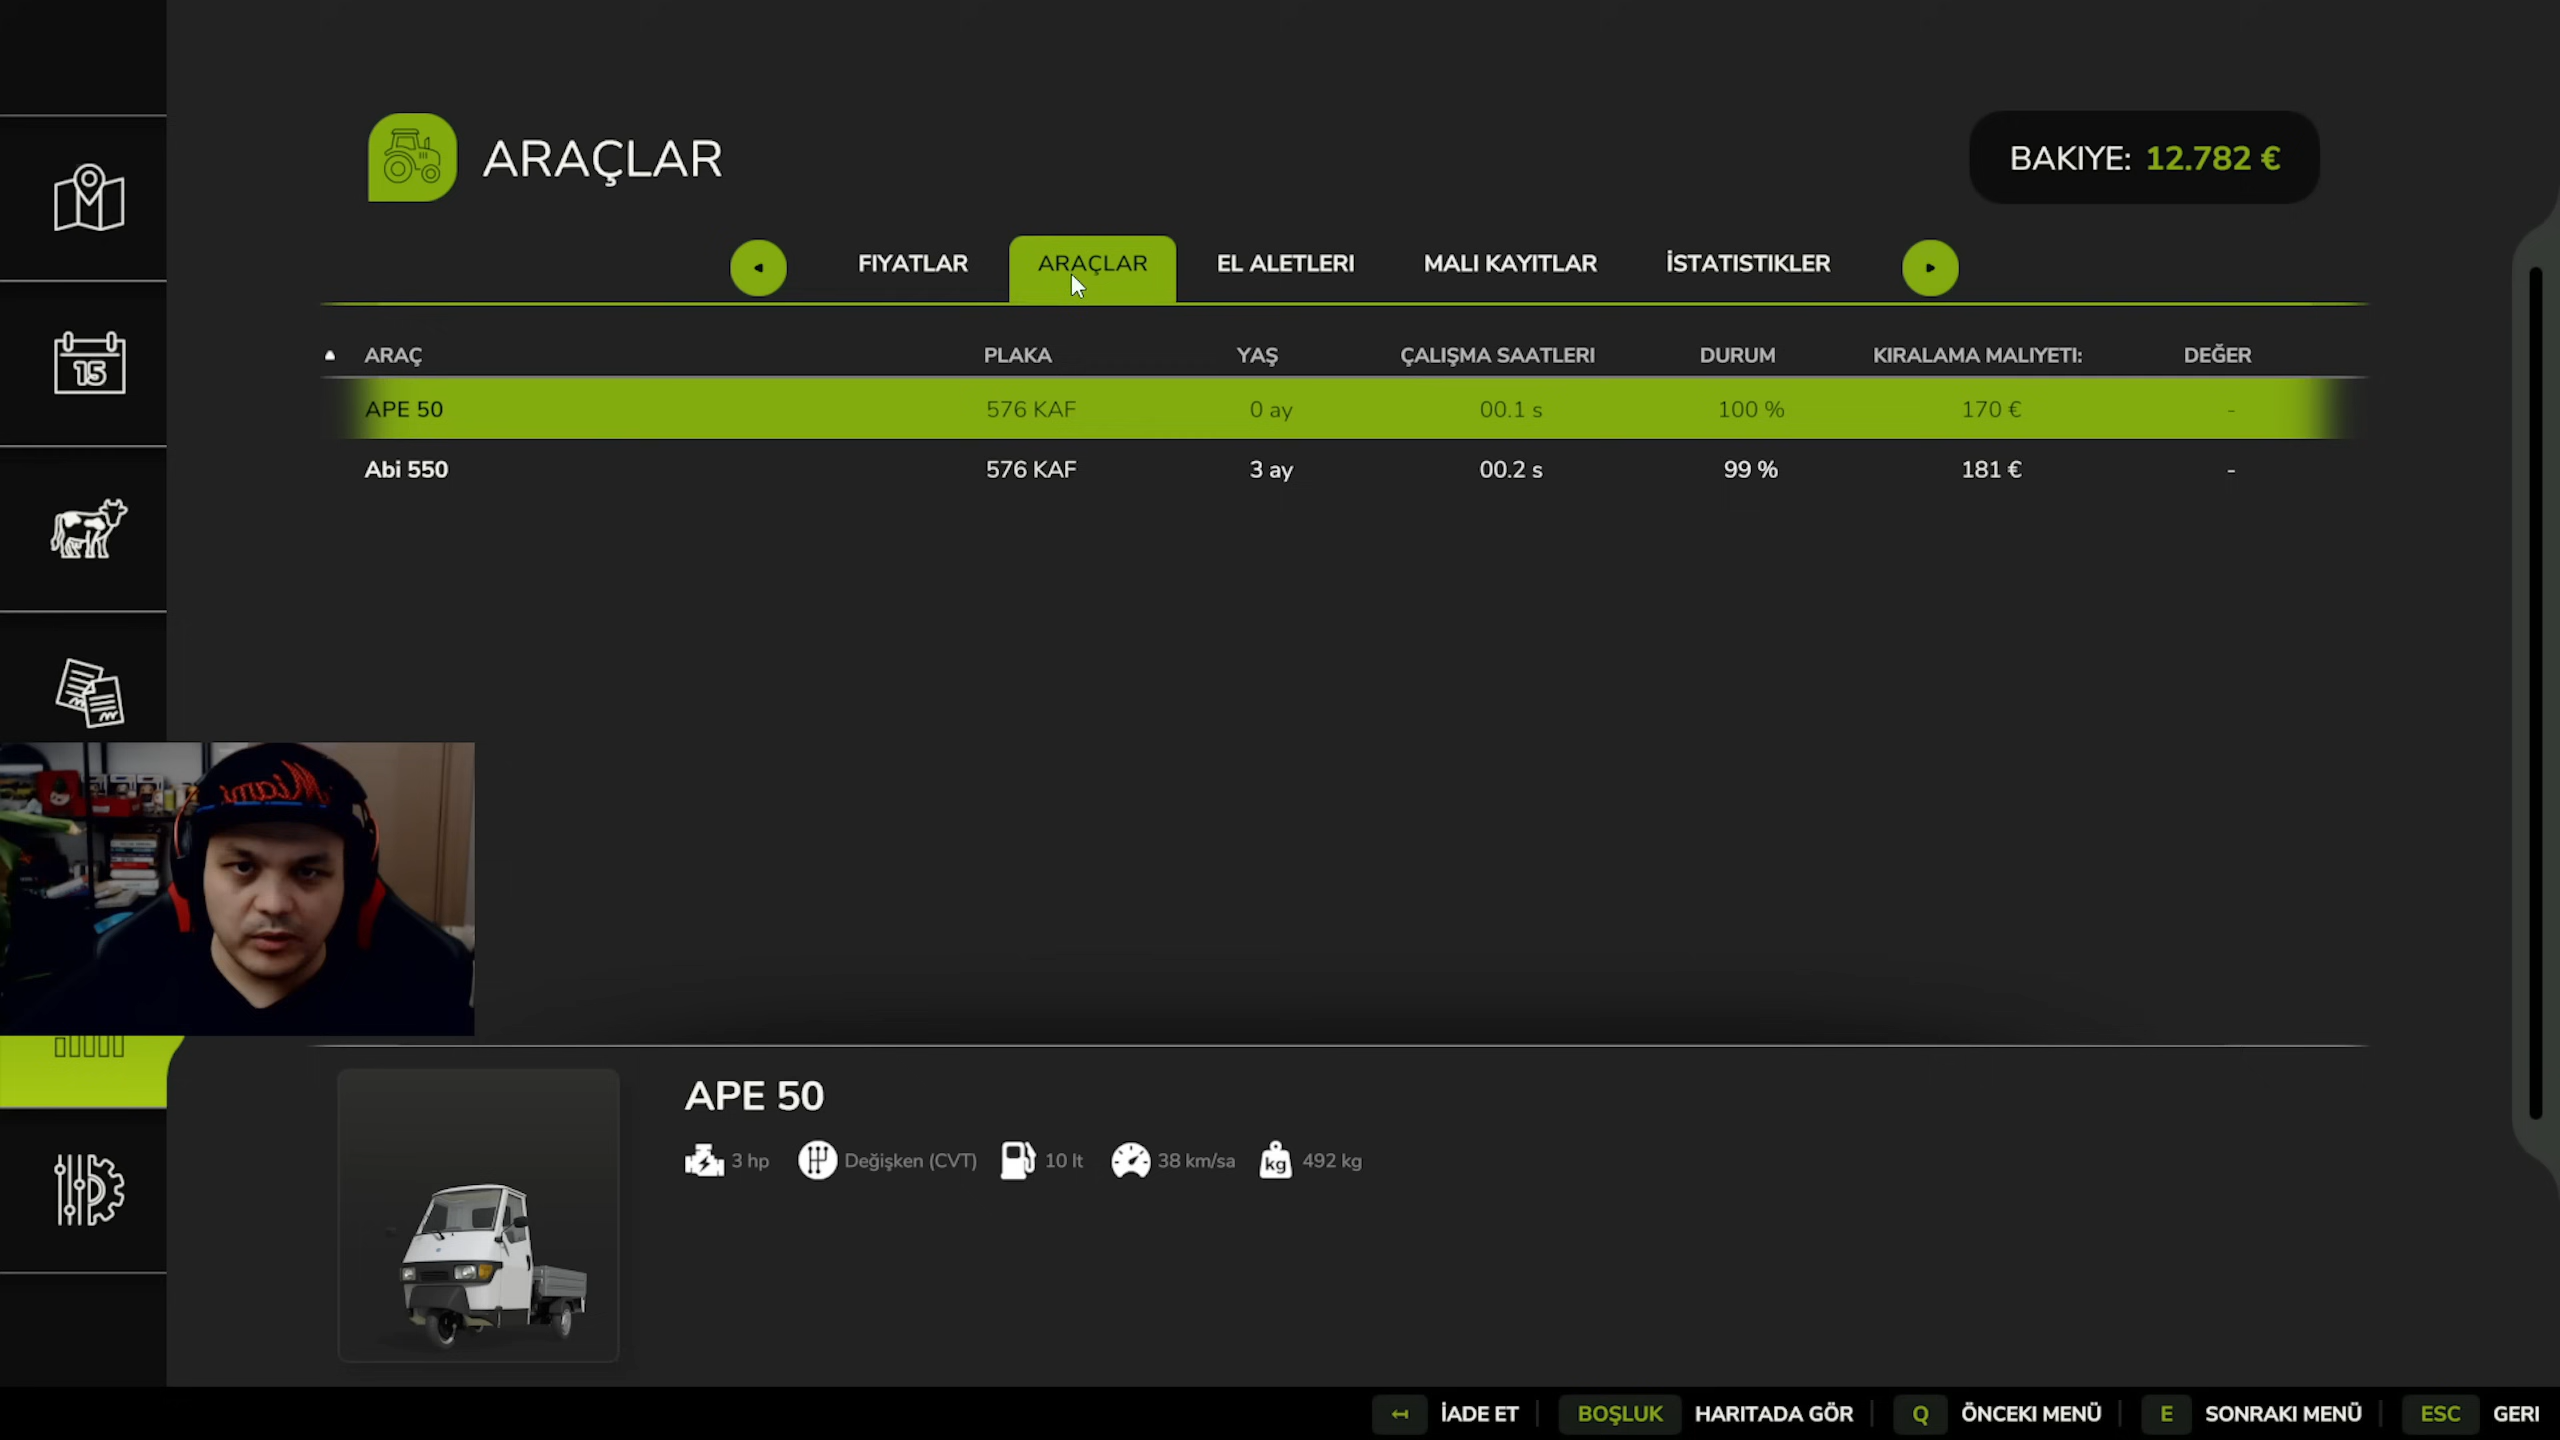 ARAÇLAR
BAKIYE: 12.782 €
FIYATLAR ARAÇLAR EL ALETLERI MALI KAYITLAR İSTATISTIKLER
ARAÇ PLAKA YAŞ ÇALIŞMA SAATLERI DURUM KIRALAMA MALIYETI: DEĞER
APE 50 576 KAF 0 ay 00.1 s 100 % 170 € -
Abi 550 576 KAF 3 ay 00.2 s 99 % 181 € -
15
Miami
APE 50
3 hp Değişken (CVT) 10 lt 38 km/sa kg 492 kg
İADE ET BOŞLUK HARITADA GÖR Q ÖNCEKI MENÜ E SONRAKI MENÜ ESC GERI